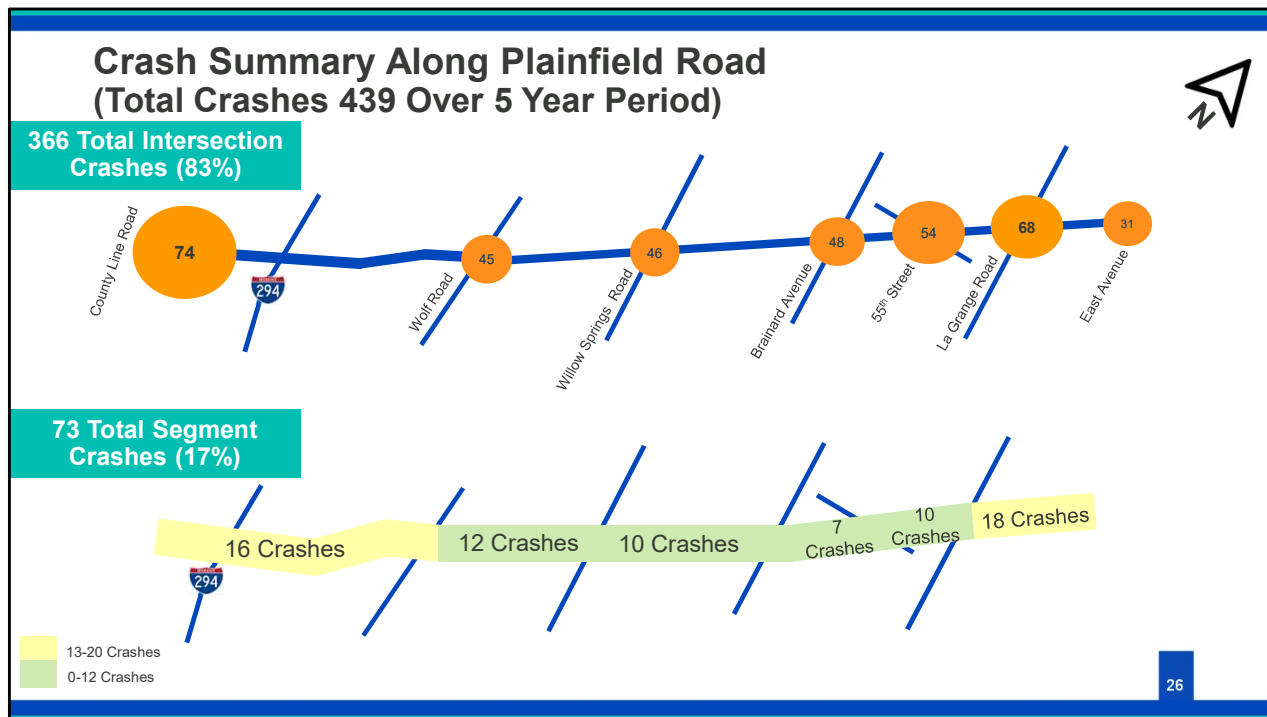 Crash Summary Along Plainfield Road
(Total Crashes 439 Over 5 Year Period)
N
366 Total Intersection
Crashes (83%)
County Line Road
74
294
Wolf Road
45
Willow Springs Road
46
Brainard Avenue
48
55th Street
54
La Grange Road
68
East Avenue
31
73 Total Segment
Crashes (17%)
16 Crashes
294
12 Crashes
10 Crashes
7
Crashes
10
Crashes
18 Crashes
13-20 Crashes
0-12 Crashes
26